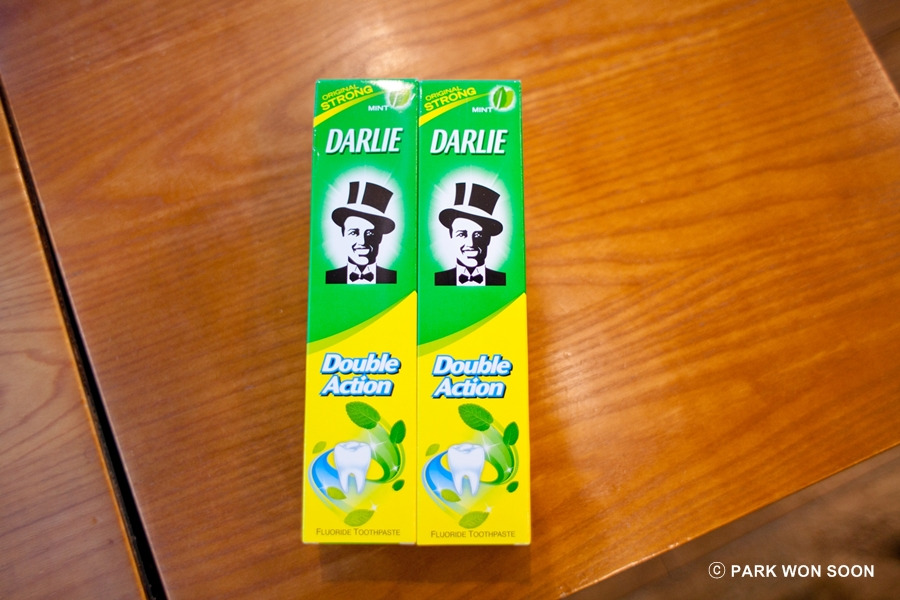 ORIGINAL
STRONG
MINT
DARLIE
Double
Action
FLUORIDE TOOTHPASTE
ORIGINAL
STRONG
MINT
DARLIE
Double
Action
FLUORIDE TOOTHPASTE
© PARK WON SOON